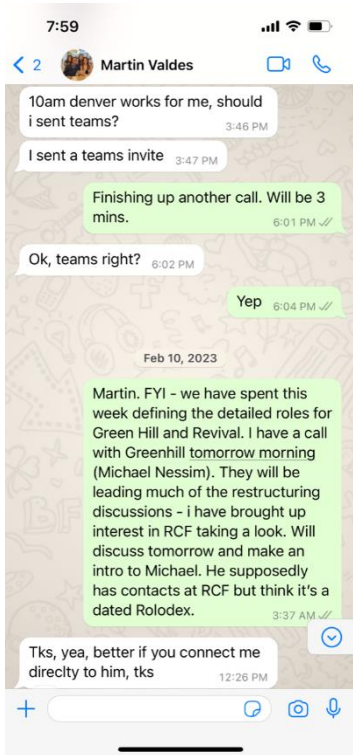 7:59
2
Martin Valdes
10am denver works for me, should
i sent teams?
3:46 PM
I sent a teams invite
3:47 PM
Finishing up another call. Will be 3
mins.
6:01 PM
Ok, teams right?
6:02 PM
Yep
6:04 PM
Feb 10, 2023
Martin. FYI - we have spent this
week defining the detailed roles for
Green Hill and Revival. I have a call
with Greenhill tomorrow morning
(Michael Nessim). They will be
leading much of the restructuring
discussions - i have brought up
interest in RCF taking a look. Will
discuss tomorrow and make an
intro to Michael. He supposedly
has contacts at RCF but think it's a
dated Rolodex.
3:37 AM
Tks, yea, better if you connect me
direclty to him, tks
12:26 PM